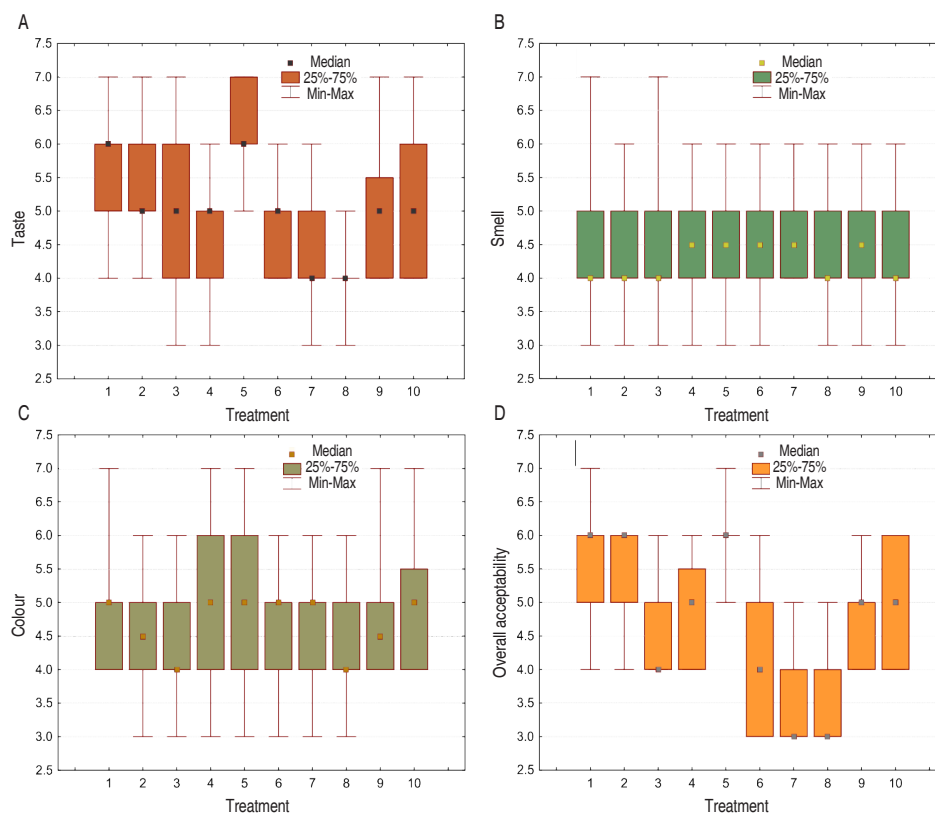 A
7.5
7.0
6.5
6.0
5.5
5.0
4.5
4.0
3.5
3.0
2.5
Taste
Median
25%-75%
Min-Max
1 2 3 4 5 6 7 8 9 10
Treatment
B
7.5
7.0
6.5
6.0
5.5
5.0
4.5
4.0
3.5
3.0
2.5
Smell
Median
25%-75%
Min-Max
1 2 3 4 5 6 7 8 9 10
Treatment
C
7.5
7.0
6.5
6.0
5.5
5.0
4.5
4.0
3.5
3.0
2.5
Colour
Median
25%-75%
Min-Max
1 2 3 4 5 6 7 8 9 10
Treatment
D
7.5
7.0
6.5
6.0
5.5
5.0
4.5
4.0
3.5
3.0
2.5
Overall acceptability
Median
25%-75%
Min-Max
1 2 3 4 5 6 7 8 9 10
Treatment